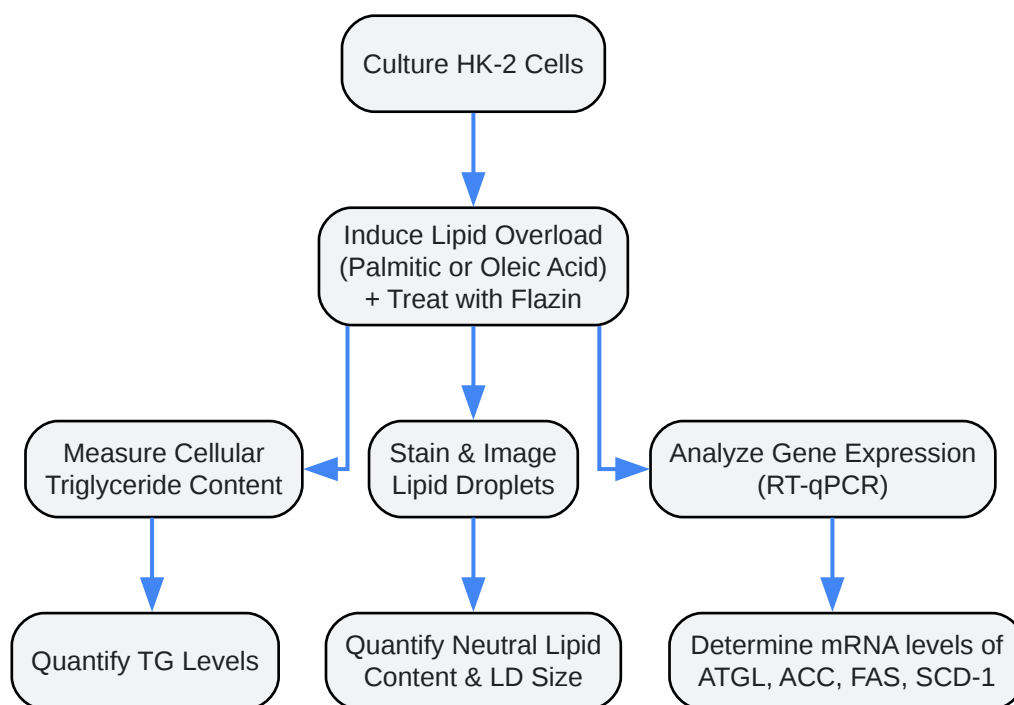 Culture HK-2 Cells
Induce Lipid Overload
(Palmitic or Oleic Acid)
+ Treat with Flazin
Measure Cellular
Triglyceride Content
Stain & Image
Lipid Droplets
Analyze Gene Expression
(RT-qPCR)
Quantify TG Levels
Quantify Neutral Lipid
Content & LD Size
Determine mRNA levels of
ATGL, ACC, FAS, SCD-1